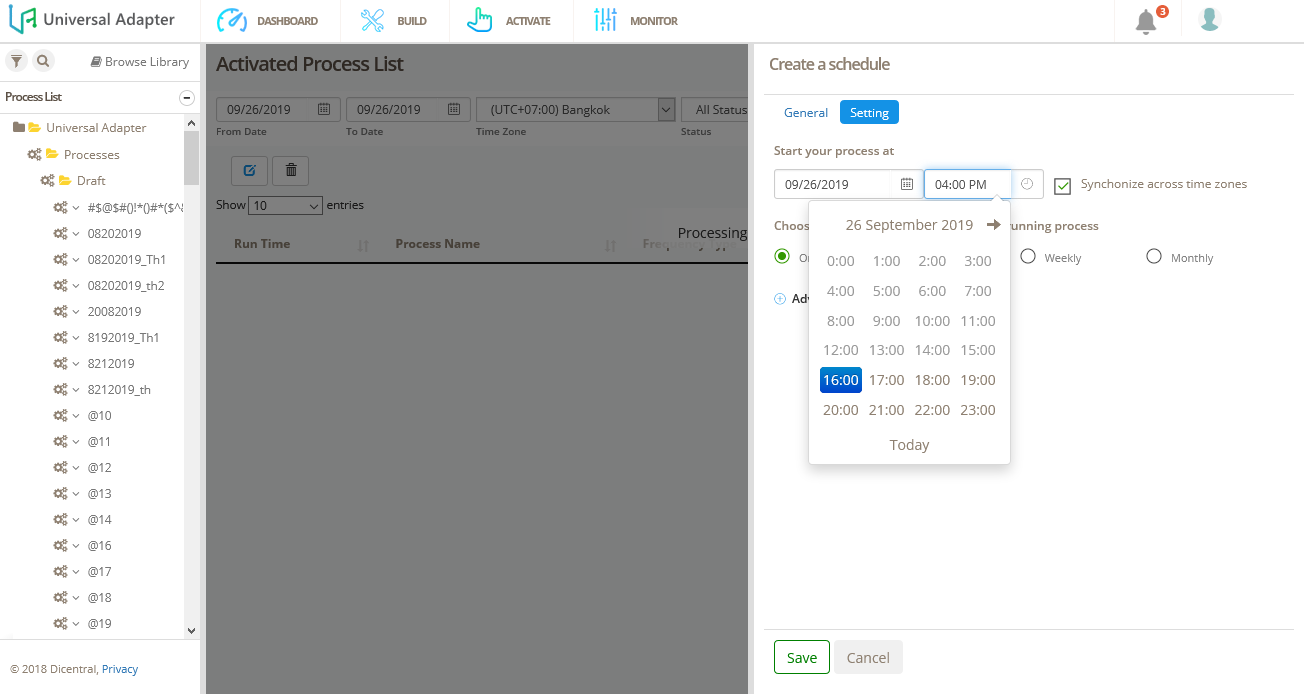 Universal Adapter
DASHBOARD
BUILD
ACTIVATE
MONITOR
3
Browse Library
Process List
Universal Adapter
Processes
Draft
#$@$#()!*()#*($^&
08202019
08202019_Th1
08202019_th2
20082019
8192019_Th1
8212019
8212019_th
@10
@11
@12
@13
@14
@16
@17
@18
@19
© 2018 Dicentral, Privacy
Activated Process List
09/26/2019
09/26/2019
(UTC+07:00) Bangkok
All Status
From Date
To Date
Time Zone
Status
Show 10 entries
Processing
Run Time
Process Name
Frequency Type
Create a schedule
General
Setting
Start your process at
09/26/2019
04:00 PM
Synchonize across time zones
Choos
unning process
Weekly
Monthly
26 September 2019
0:00 1:00 2:00 3:00
4:00 5:00 6:00 7:00
8:00 9:00 10:00 11:00
12:00 13:00 14:00 15:00
16:00 17:00 18:00 19:00
20:00 21:00 22:00 23:00
Today
Save
Cancel